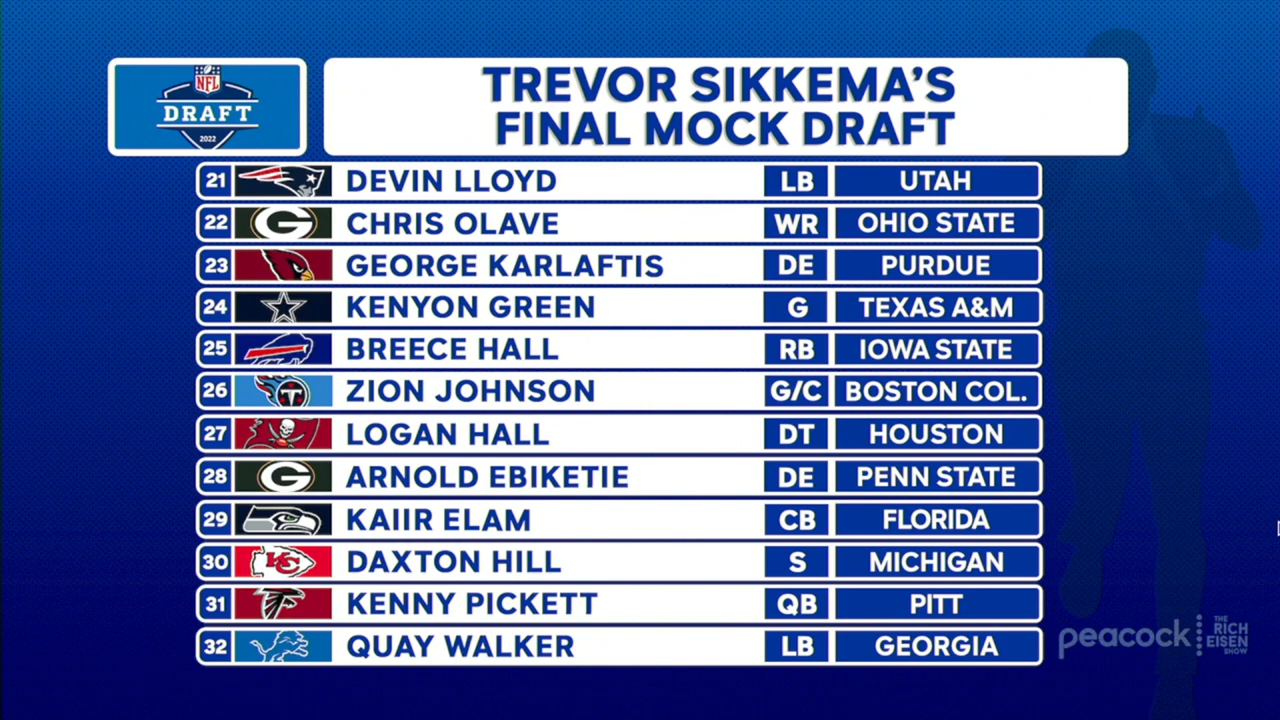 NFL
DRAFT
2022
TREVOR SIKKEMA'S
FINAL MOCK DRAFT
21 DEVIN LLOYD LB UTAH
22 G CHRIS OLAVE WR OHIO STATE
23 GEORGE KARLAFTIS DE PURDUE
24 KENYON GREEN G TEXAS A&M
25 BREECE HALL RB IOWA STATE
26 T ZION JOHNSON G/C BOSTON COL.
27 LOGAN HALL DT HOUSTON
28 G ARNOLD EBIKETIE DE PENN STATE
29 KAIIR ELAM CB FLORIDA
30 KC DAXTON HILL S MICHIGAN
31 KENNY PICKETT QB PITT
32 QUAY WALKER LB GEORGIA
peacock
THE
RICH
EISEN
SHOW